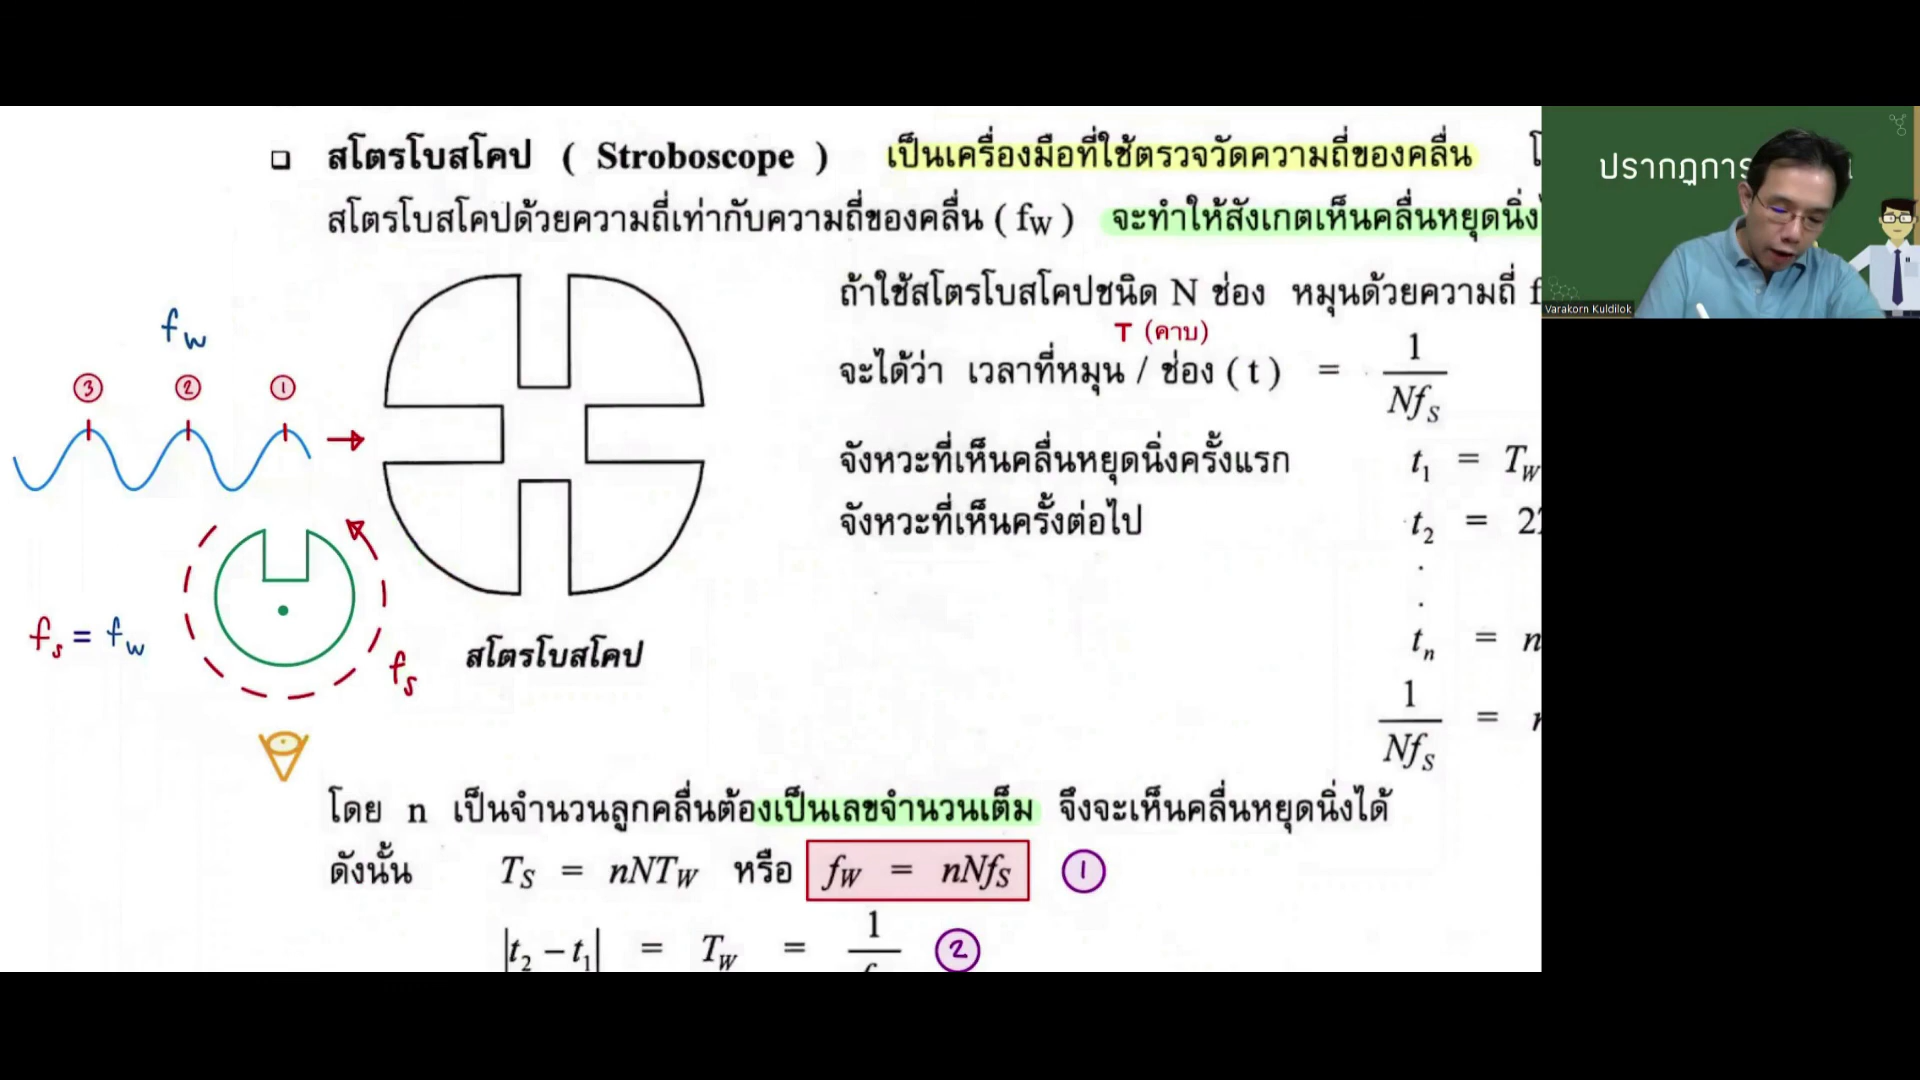 ❑ สโตรโบสโคป ( Stroboscope ) เป็นเครื่องมือที่ใช้ตรวจวัดความถี่ของคลื่น
สโตรโบสโคปด้วยความถี่เท่ากับความถี่ของคลื่น ( fW ) จะทำให้สังเกตเห็นคลื่นหยุดนิ่ง
ถ้าใช้สโตรโบสโคปชนิด N ช่อง หมุนด้วยความถี่ f
T (คาบ)
จะได้ว่า เวลาที่หมุน / ช่อง ( t ) = 1/NfS
จังหวะที่เห็นคลื่นหยุดนิ่งครั้งแรก t1 = TW
จังหวะที่เห็นครั้งต่อไป t2 = 2
.
.
tn = n
1/NfS =
fw
③ ② ①
fs = fw
fs
สโตรโบสโคป
โดย n เป็นจำนวนลูกคลื่นต้องเป็นเลขจำนวนเต็ม จึงจะเห็นคลื่นหยุดนิ่งได้
ดังนั้น TS = nNTW หรือ fW = nNfS ①
|t2 − t1| = TW = 1 ②
Varakorn Kuldilok